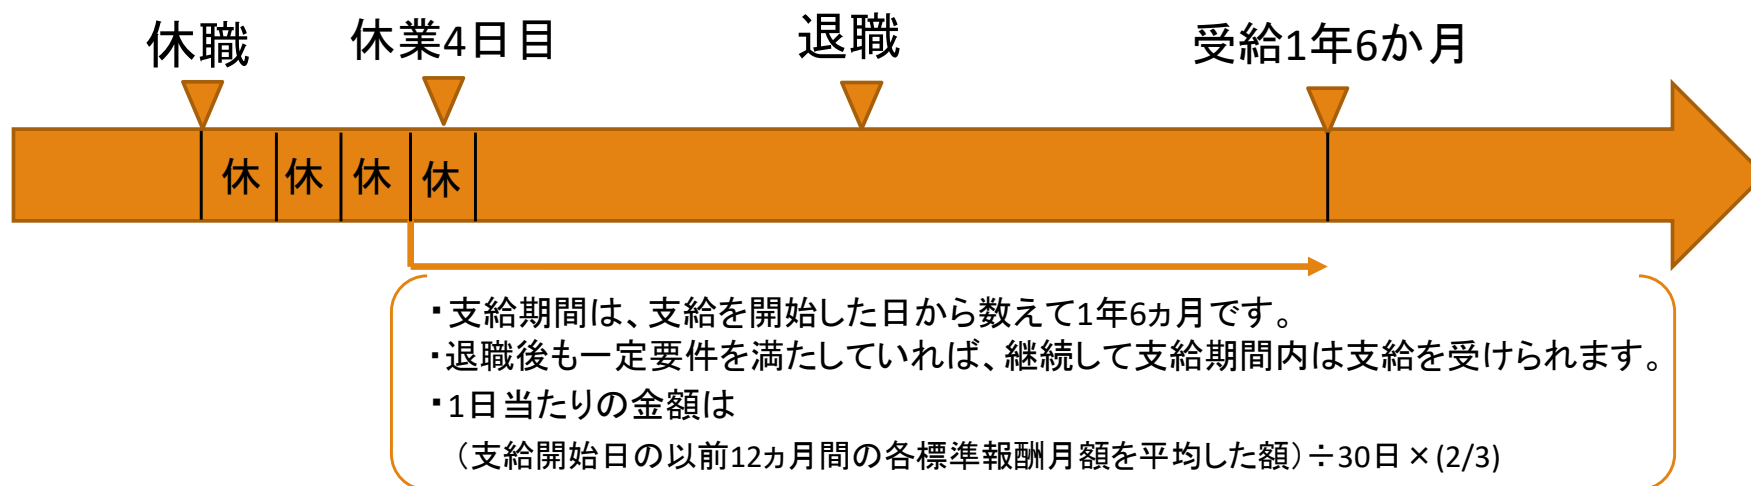 休職
休業4日目
退職
受給1年6か月
休 休 休 休
・支給期間は、支給を開始した日から数えて1年6ヵ月です。
・退職後も一定要件を満たしていれば、継続して支給期間内は支給を受けられます。
・1日当たりの金額は
（支給開始日の以前12ヵ月間の各標準報酬月額を平均した額）÷30日×(2/3)